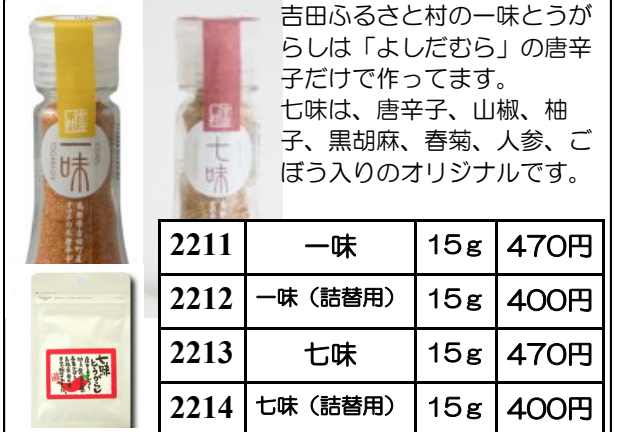 吉田ふるさと村の一味とうが
らしは「よしだむら」の唐辛
子だけで作ってます。
七味は、唐辛子、山椒、柚
子、黒胡麻、春菊、人参、ご
ぼう入りのオリジナルです。
一味
七味
七味
とうがらし
2211 一味 15g 470円
2212 一味（詰替用） 15g 400円
2213 七味 15g 470円
2214 七味（詰替用） 15g 400円